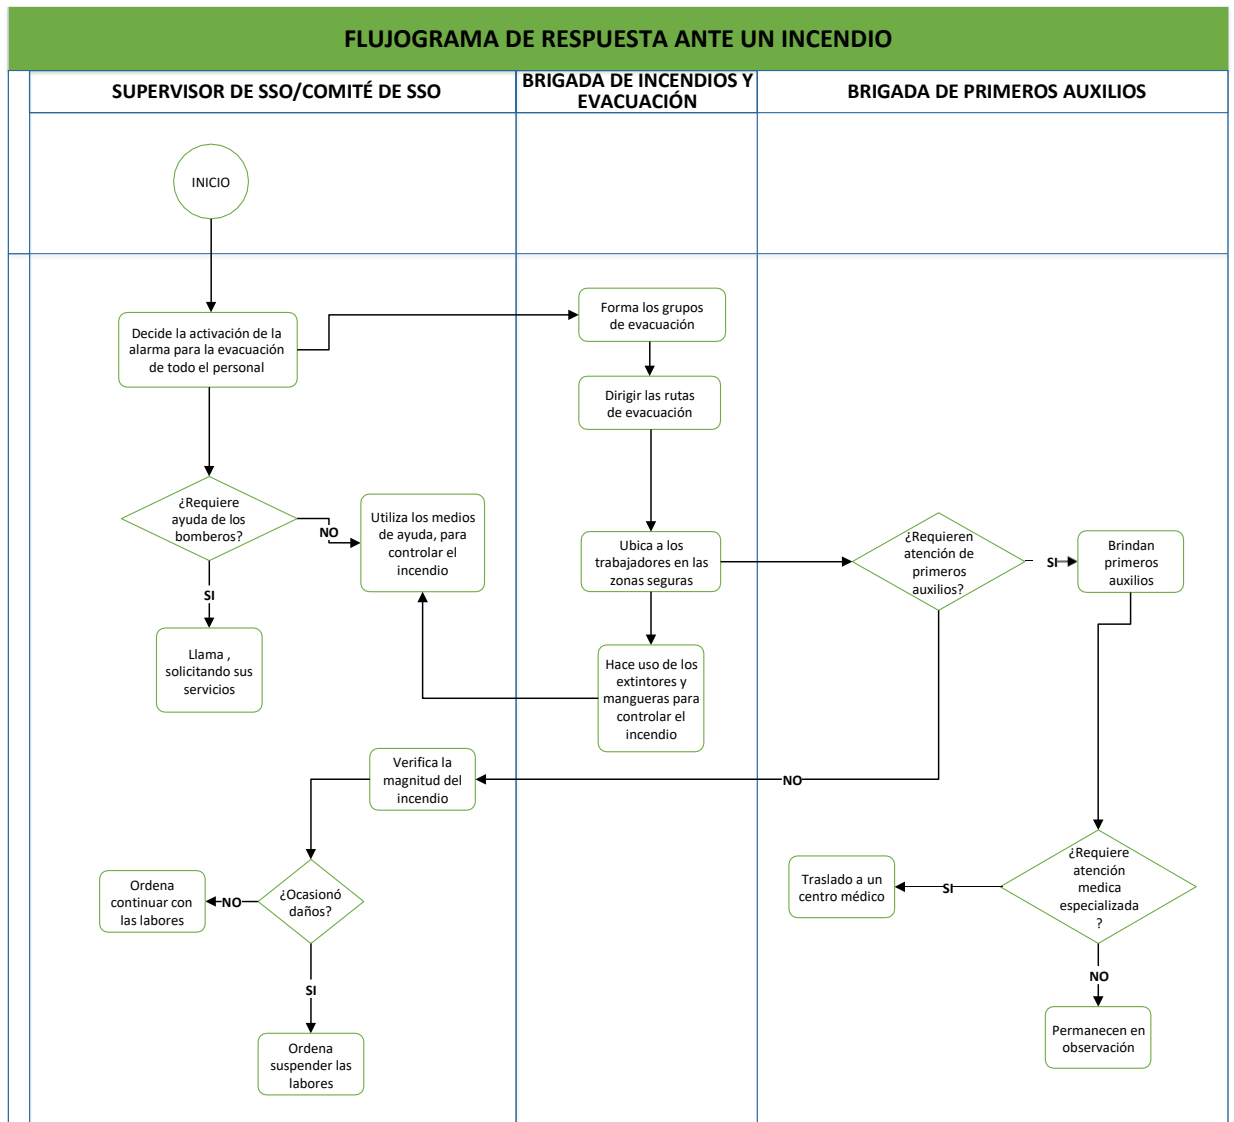 FLUJOGRAMA DE RESPUESTA ANTE UN INCENDIO
SUPERVISOR DE SSO/COMITÉ DE SSO
BRIGADA DE INCENDIOS Y
EVACUACIÓN
BRIGADA DE PRIMEROS AUXILIOS
INICIO
Decide la activación de la
alarma para la evacuación
de todo el personal
Forma los grupos
de evacuación
Dirigir las rutas
de evacuación
¿Requiere
ayuda de los
bomberos?
NO
Utiliza los medios
de ayuda, para
controlar el
incendio
Ubica a los
trabajadores en las
zonas seguras
¿Requieren
atención de
primeros
auxilios?
SI
Brindan
primeros
auxilios
SI
Llama ,
solicitando sus
servicios
Hace uso de los
extintores y
mangueras para
controlar el
incendio
Verifica la
magnitud del
incendio
NO
¿Ocasionó
daños?
NO
Ordena
continuar con
las labores
SI
Ordena
suspender las
labores
¿Requiere
atención
medica
especializada
?
SI
Traslado a un
centro médico
NO
Permanecen en
observación